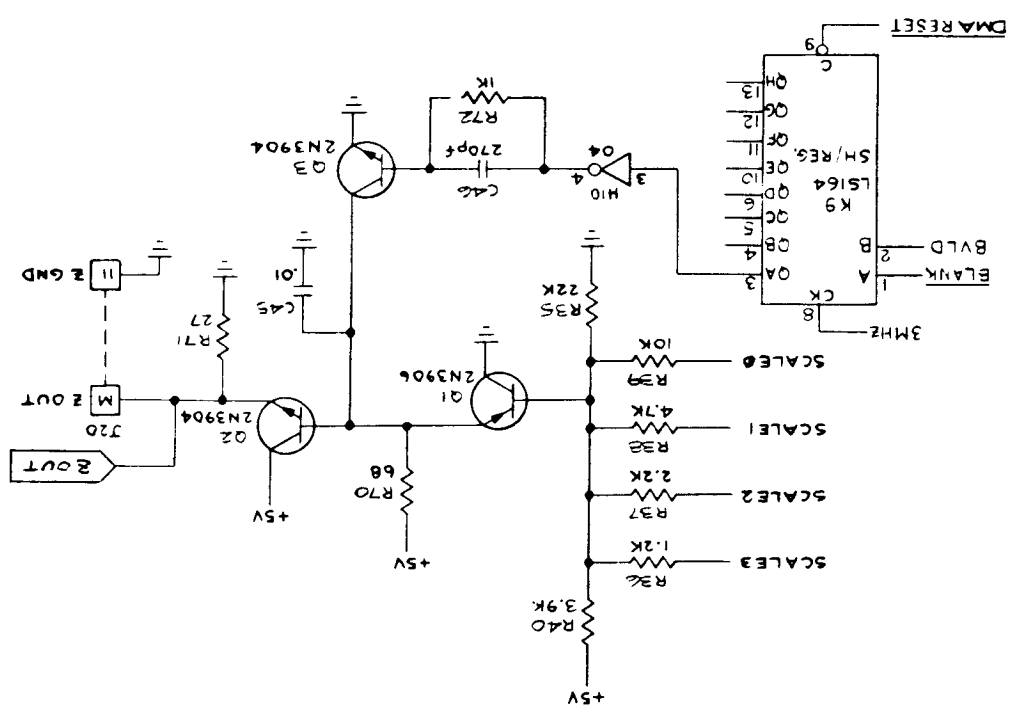 +5V
R40
3.9K
SCALE3
R36
1.2K
SCALE2
R37
2.2K
SCALE1
R38
4.7K
SCALE0
R39
10K
R35
22K
+5V
R70
68
+5V
Z OUT
Q1
2N3906
Q2
2N3904
J20
M
Z OUT
R71
27
C45
.01
11
Z GND
3MHZ
8
CK
BLANK
1
A
QA
3
BVLD
2
B
QB
4
QC
5
QD
6
QE
10
QF
11
QG
12
QH
13
K9
LS164
SH/REG.
C
9
DMA RESET
3
H10
04
4
C46
270pf
R72
1K
Q3
2N3904